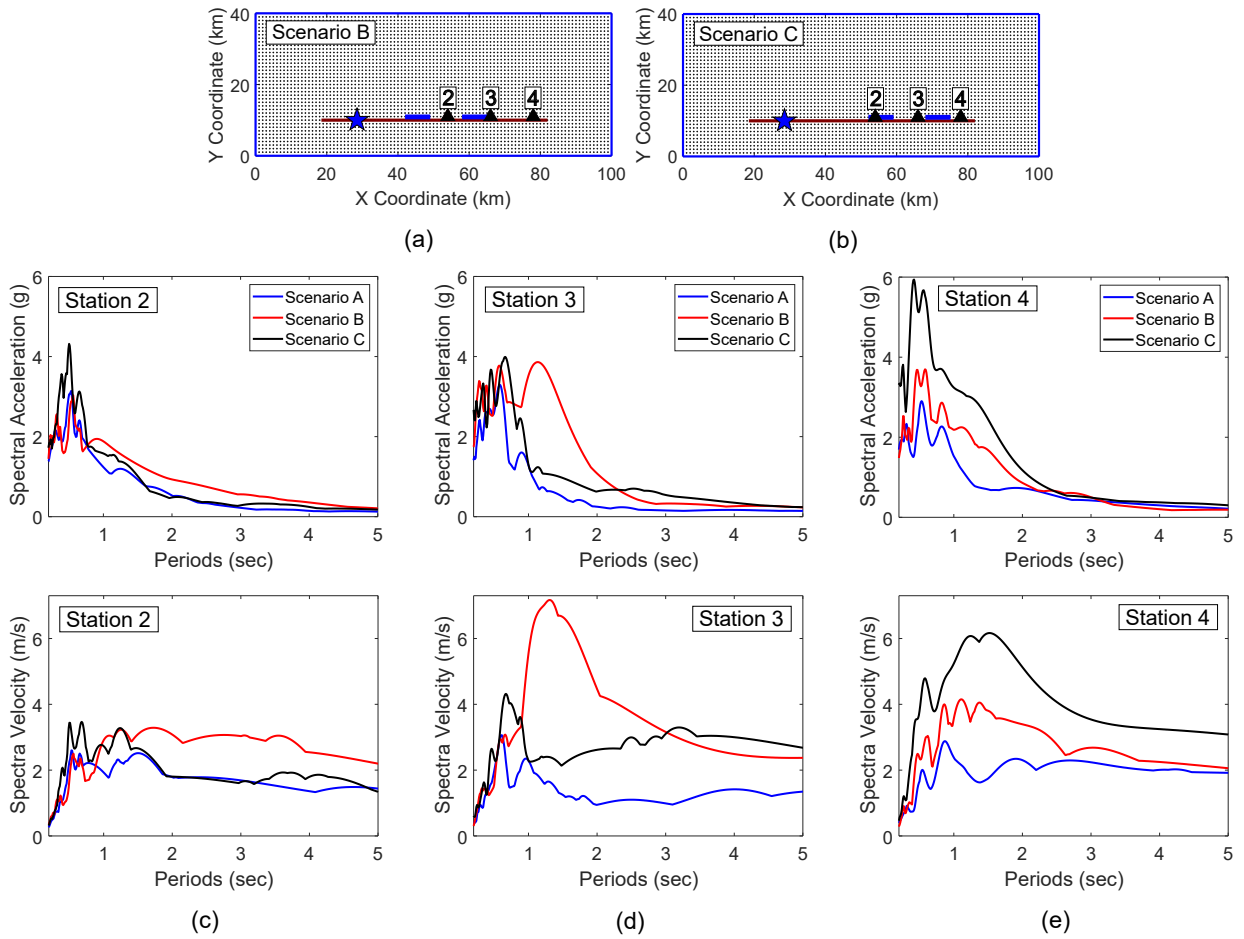 Scenario B
Y Coordinate (km)
40
20
0
2 3 4
0 20 40 60 80 100
X Coordinate (km)
(a)
Scenario C
Y Coordinate (km)
40
20
0
2 3 4
0 20 40 60 80 100
X Coordinate (km)
(b)
Station 2
Scenario A
Scenario B
Scenario C
Spectral Acceleration (g)
6
4
2
0
1 2 3 4 5
Periods (sec)
Station 3
Scenario A
Scenario B
Scenario C
Spectral Acceleration (g)
6
4
2
0
1 2 3 4 5
Periods (sec)
Station 4
Scenario A
Scenario B
Scenario C
Spectral Acceleration (g)
6
4
2
0
1 2 3 4 5
Periods (sec)
Station 2
Spectra Velocity (m/s)
6
4
2
0
1 2 3 4 5
Periods (sec)
(c)
Station 3
Spectra Velocity (m/s)
6
4
2
0
1 2 3 4 5
Periods (sec)
(d)
Station 4
Spectra Velocity (m/s)
6
4
2
0
1 2 3 4 5
Periods (sec)
(e)